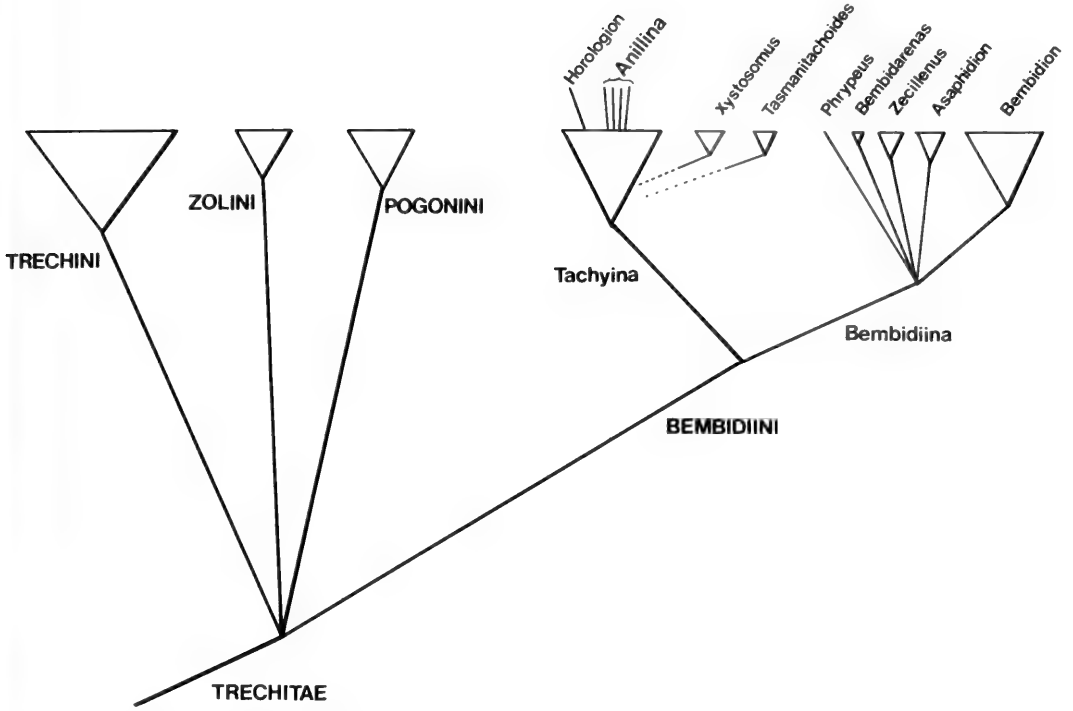 Horologion
Anillina
Xystosomus
Tasmanitachoides
Phrypeus
Bembidarenas
Zecillenus
Asaphidion
Bembidion
ZOLINI
POGONINI
TRECHINI
Tachyina
Bembidiina
BEMBIDIINI
TRECHITAE